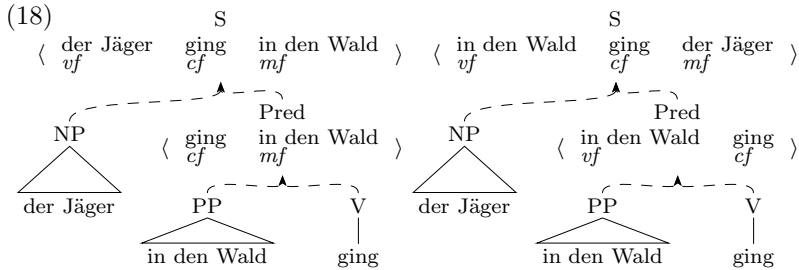 (18)
S S
⟨ der Jäger ging in den Wald ⟩ ⟨ in den Wald ging der Jäger ⟩
vf cf mf vf cf mf
Pred Pred
NP NP
⟨ ging in den Wald ⟩ ⟨ in den Wald ging ⟩
cf mf vf cf
der Jäger PP V der Jäger PP V
in den Wald ging in den Wald ging